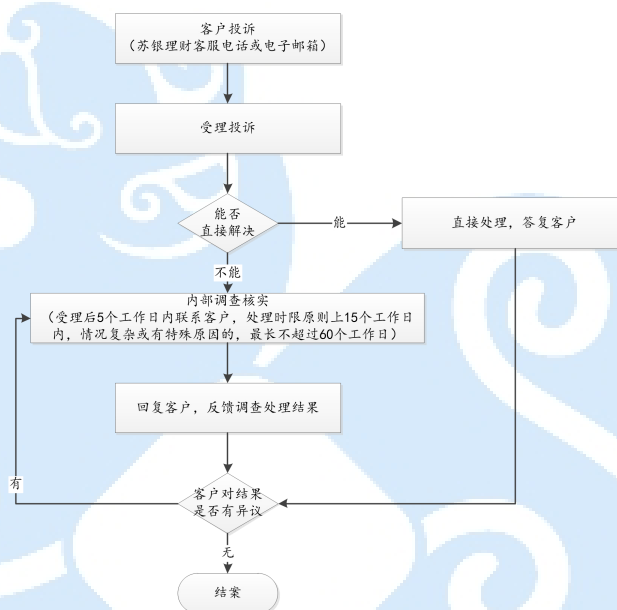 客户投诉
（苏银理财客服电话或电子邮箱）
受理投诉
能否
直接解决
能
直接处理，答复客户
不能
内部调查核实
（受理后5个工作日内联系客户，处理时限原则上15个工作日
内，情况复杂或有特殊原因的，最长不超过60个工作日）
回复客户，反馈调查处理结果
有
客户对结果
是否有异议
无
结案